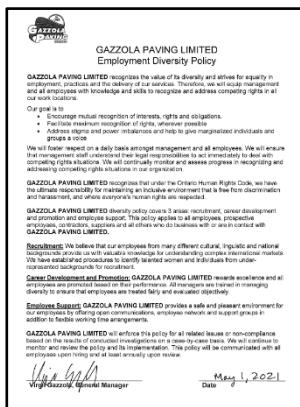 GAZZOLA
PAVING
GAZZOLA PAVING LIMITED
Employment Diversity Policy
GAZZOLA PAVING LIMITED recognizes the value of its diversity and strives for equality in
employment, practices and the delivery of our services. Therefore, we will equip management
and all employees with knowledge and skills to recognize and address competing rights in all
our work locations.
Our goal is to
• Encourage mutual recognition of interests, rights and obligations.
• Facilitate maximum recognition of rights, wherever possible
• Address stigma and power imbalances and help to give marginalized individuals and
groups a voice
We will foster respect on a daily basis amongst management and all employees. We will ensure
that management staff understand their legal responsibilities to act immediately to deal with
competing rights situations. We will continually monitor and assess progress in recognizing and
addressing competing rights situations in our organization.
GAZZOLA PAVING LIMITED recognizes that under the Ontario Human Rights Code, we have
the ultimate responsibility for maintaining an inclusive environment that is free from discrimination
and harassment, and where everyone's human rights are respected.
GAZZOLA PAVING LIMITED diversity policy covers 3 areas: recruitment, career development
and promotion and employee support. This policy applies to all employees, prospective
employees, contractors, suppliers and all others who do business with or are in contact with
GAZZOLA PAVING LIMITED.
Recruitment: We believe that our employees from many different cultural, linguistic and national
backgrounds provide us with valuable knowledge for understanding complex international markets.
We have established procedures to identify talented women and individuals from under-
represented backgrounds for recruitment.
Career Development and Promotion: GAZZOLA PAVING LIMITED rewards excellence and all
employees are promoted based on their performance. All managers are trained in managing
diversity to ensure that employees are treated fairly and evaluated objectively.
Employee Support: GAZZOLA PAVING LIMITED provides a safe and pleasant environment for
our employees by offering open communications, employee network and support groups in
addition to flexible working time arrangements.
GAZZOLA PAVING LIMITED will enforce this policy for all related issues or non-compliance
based on the results of conducted investigations on a case-by-case basis. We will continue to
monitor and review the policy and its implementation. This policy will be communicated with all
employees upon hiring and at least annually upon review.
May 1, 2021
Virgil Gazzola, General Manager Date